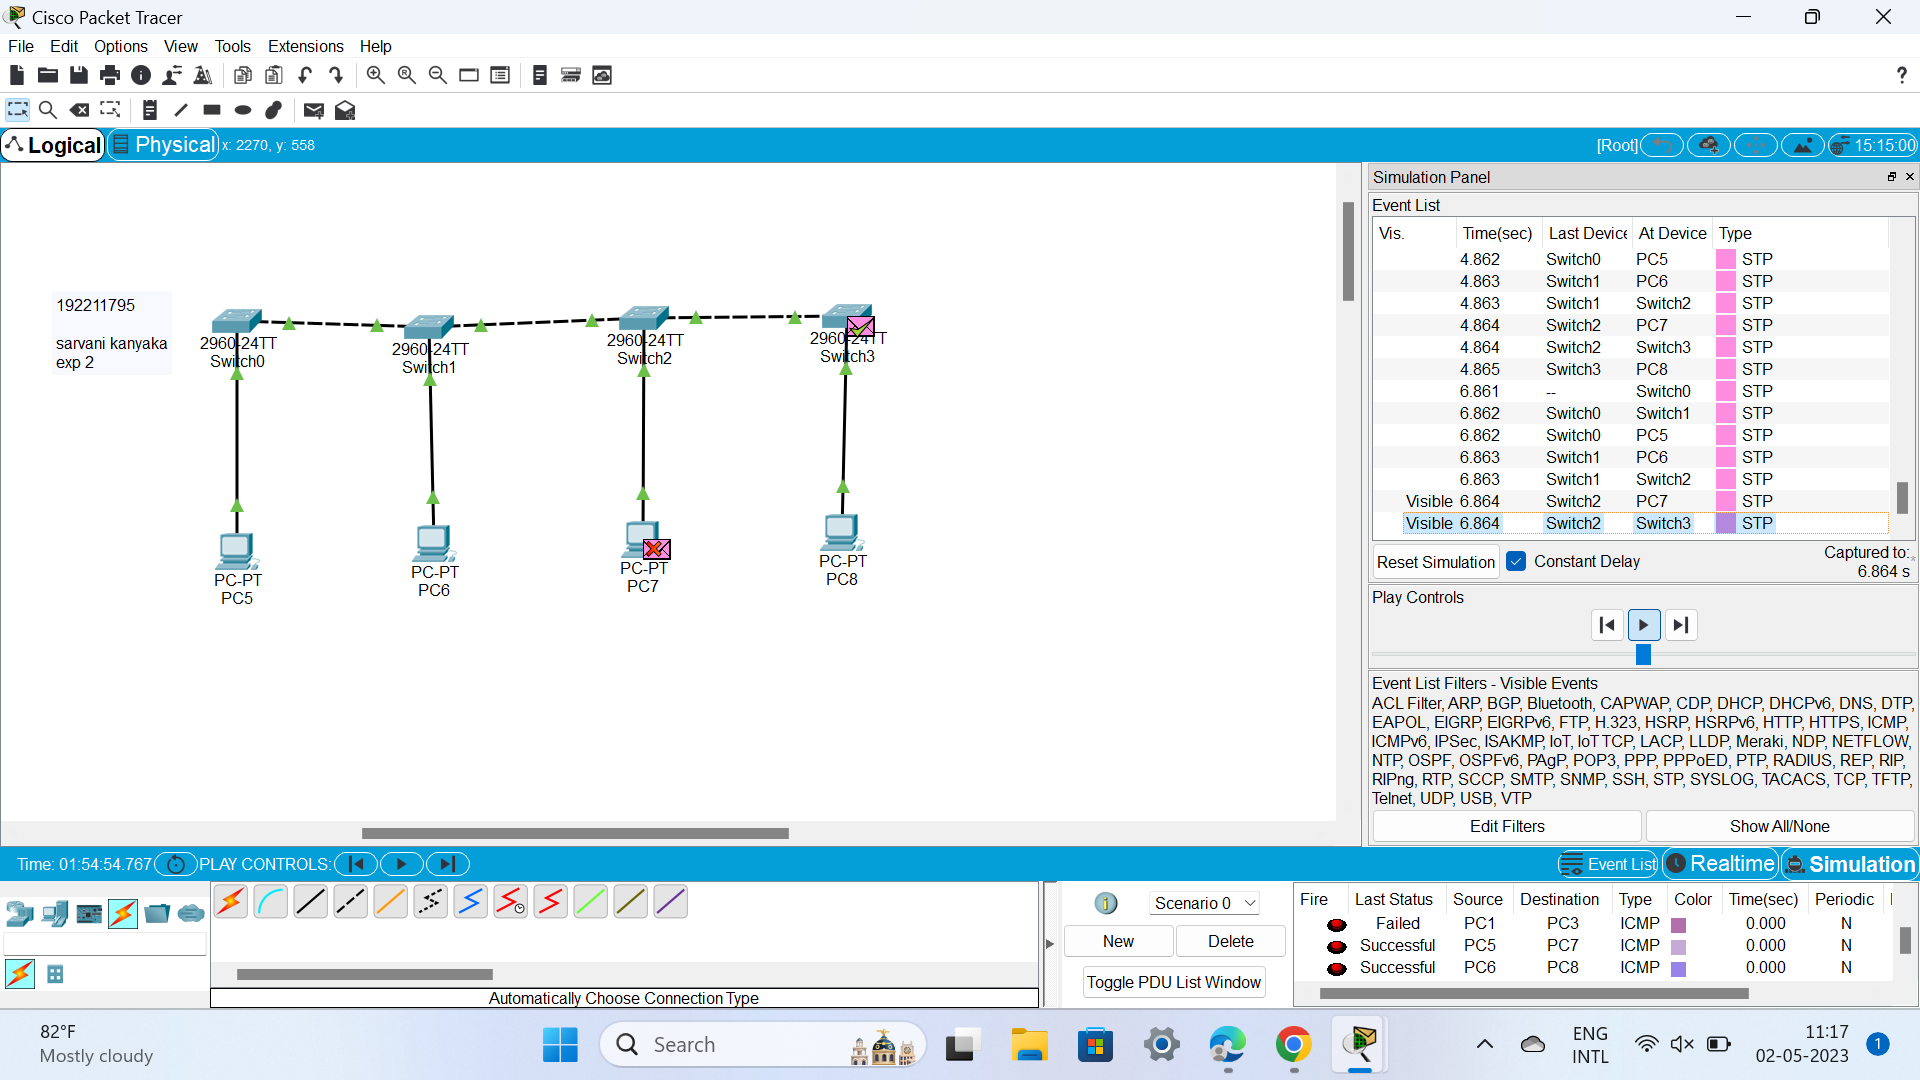 Cisco Packet Tracer
File Edit Options View Tools Extensions Help
?
Logical Physical x: 2270, y: 558 [Root] 15:15:00
192211795
sarvani kanyaka
exp 2
2960-24TT
Switch0
2960-24TT
Switch1
2960-24TT
Switch2
2960-24TT
Switch3
PC-PT
PC5
PC-PT
PC6
PC-PT
PC7
PC-PT
PC8
Simulation Panel
Event List
Vis. Time(sec) Last Device At Device Type
4.862 Switch0 PC5 STP
4.863 Switch1 PC6 STP
4.863 Switch1 Switch2 STP
4.864 Switch2 PC7 STP
4.864 Switch2 Switch3 STP
4.865 Switch3 PC8 STP
6.861 -- Switch0 STP
6.862 Switch0 Switch1 STP
6.862 Switch0 PC5 STP
6.863 Switch1 PC6 STP
6.863 Switch1 Switch2 STP
Visible 6.864 Switch2 PC7 STP
Visible 6.864 Switch2 Switch3 STP
Reset Simulation Constant Delay Captured to:
6.864 s
Play Controls
Event List Filters - Visible Events
ACL Filter, ARP, BGP, Bluetooth, CAPWAP, CDP, DHCP, DHCPv6, DNS, DTP,
EAPOL, EIGRP, EIGRPv6, FTP, H.323, HSRP, HSRPv6, HTTP, HTTPS, ICMP,
ICMPv6, IPSec, ISAKMP, IoT, IoT TCP, LACP, LLDP, Meraki, NDP, NETFLOW,
NTP, OSPF, OSPFv6, PAgP, POP3, PPP, PPPoED, PTP, RADIUS, REP, RIP,
RIPng, RTP, SCCP, SMTP, SNMP, SSH, STP, SYSLOG, TACACS, TCP, TFTP,
Telnet, UDP, USB, VTP
Edit Filters Show All/None
Time: 01:54:54.767 PLAY CONTROLS: Event List Realtime Simulation
Automatically Choose Connection Type
Scenario 0
New Delete
Toggle PDU List Window
Fire Last Status Source Destination Type Color Time(sec) Periodic
Failed PC1 PC3 ICMP 0.000 N
Successful PC5 PC7 ICMP 0.000 N
Successful PC6 PC8 ICMP 0.000 N
82°F
Mostly cloudy
Search
ENG
INTL
11:17
02-05-2023
1